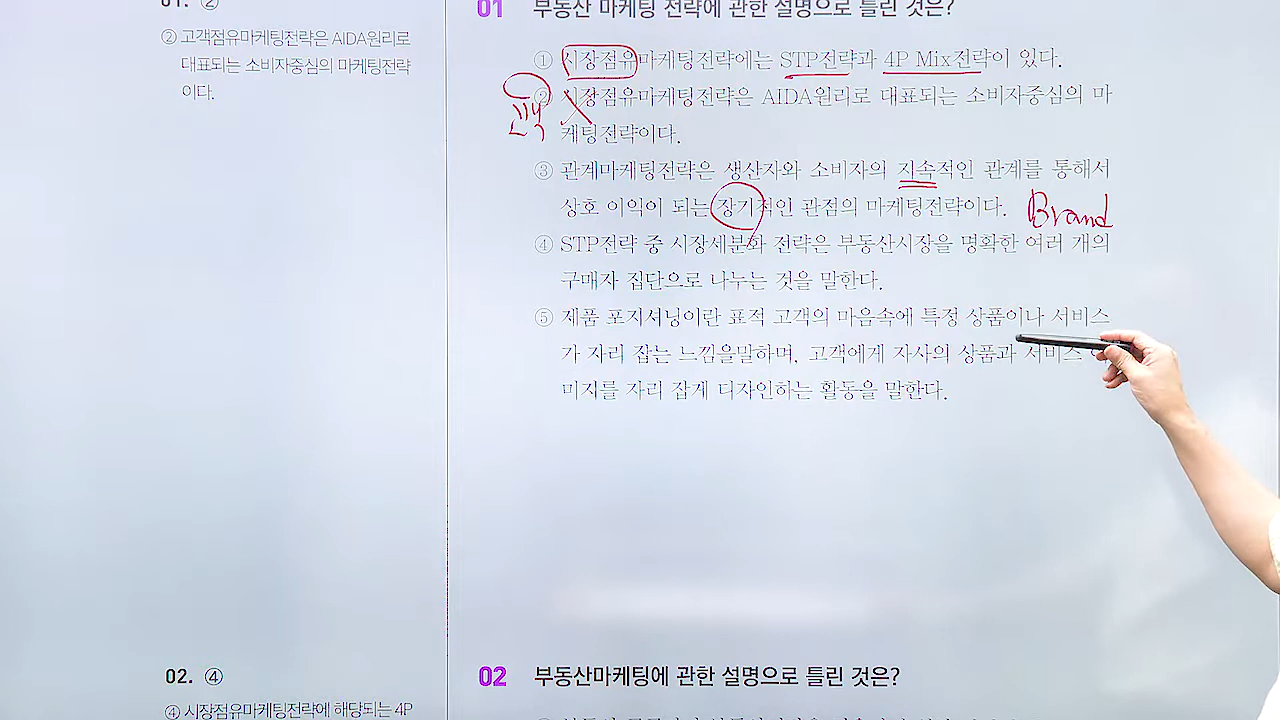 01. ②
② 고객점유마케팅전략은 AIDA원리로
대표되는 소비자중심의 마케팅전략
이다.
01 부동산 마케팅 전략에 관한 설명으로 틀린 것은?
① 시장점유마케팅전략에는 STP전략과 4P Mix전략이 있다.
② 시장점유마케팅전략은 AIDA원리로 대표되는 소비자중심의 마
고객
케팅전략이다.
③ 관계마케팅전략은 생산자와 소비자의 지속적인 관계를 통해서
상호 이익이 되는 장기적인 관점의 마케팅전략이다. Brand
④ STP전략 중 시장세분화 전략은 부동산시장을 명확한 여러 개의
구매자 집단으로 나누는 것을 말한다.
⑤ 제품 포지셔닝이란 표적 고객의 마음속에 특정 상품이나 서비스
가 자리 잡는 느낌을말하며, 고객에게 자사의 상품과 서비스
미지를 자리 잡게 디자인하는 활동을 말한다.
02. ④
④ 시장점유마케팅전략에 해당되는 4P
02 부동산마케팅에 관한 설명으로 틀린 것은?